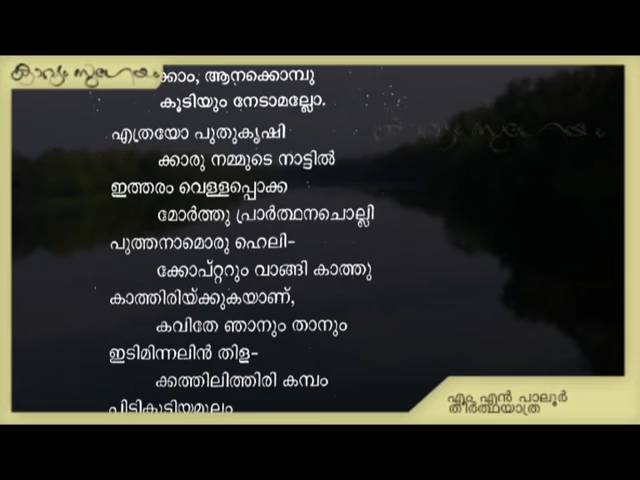 കാവ്യം സുഗേയം
ക്കാം, ആനക്കൊമ്പു
കൂടിയും നേടാമല്ലോ.
എത്രയോ പുതുകൃഷി
ക്കാരു നമ്മുടെ നാട്ടിൽ
ഇത്തരം വെള്ളപ്പൊക്ക
മോർത്തു പ്രാർത്ഥനചൊല്ലി
പുത്തനാമൊരു ഹെലി-
ക്കോപ്റ്ററും വാങ്ങി കാത്തു
കാത്തിരിയ്ക്കുകയാണ്,
കവിതേ ഞാനും താനും
ഇടിമിന്നലിൻ തിള-
ക്കത്തിലിത്തിരി കമ്പം
പിടികൂടിയമൂലം
എം എൻ പാലൂർ
തീർത്ഥയാത്ര